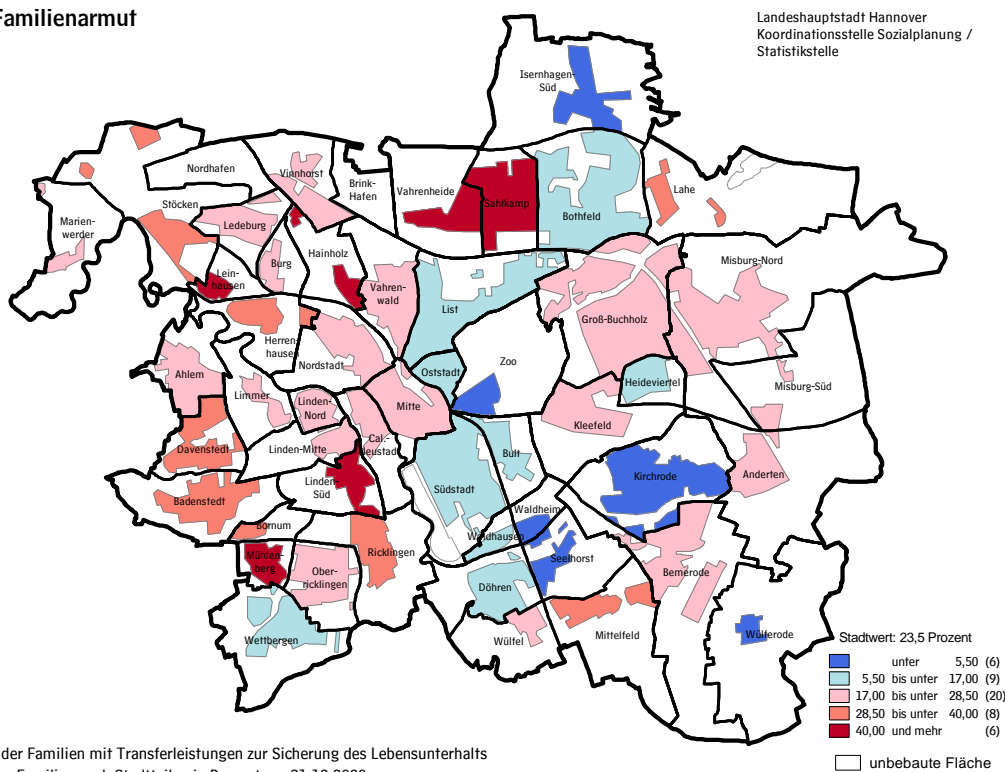 Familienarmut
Landeshauptstadt Hannover
Koordinationsstelle Sozialplanung /
Statistikstelle
Isernhagen-
Süd
Nordhafen
Vinnhorst
Brink-
Hafen
Vahrenheide
Sahlkamp
Bothfeld
Lahe
Stöcken
Marien-
werder
Ledeburg
Burg
Hainholz
Lein-
hausen
Vahren-
wald
List
Misburg-Nord
Groß-Buchholz
Herren-
hausen
Nordstadt
Zoo
Oststadt
Heideviertel
Misburg-Süd
Ahlem
Limmer
Linden-
Nord
Mitte
Kleefeld
Davenstedt
Linden-Mitte
Cal.-
Neustadt
Bult
Kirchrode
Anderten
Badenstedt
Linden-
Süd
Südstadt
Waldheim
Bornum
Waldhausen
Seelhorst
Mühlen-
berg
Ober-
ricklingen
Ricklingen
Bemerode
Döhren
Wettbergen
Wülfel
Mittelfeld
Wülferode
Stadtwert: 23,5 Prozent
unter 5,50 (6)
5,50 bis unter 17,00 (9)
17,00 bis unter 28,50 (20)
28,50 bis unter 40,00 (8)
40,00 und mehr (6)
unbebaute Fläche
der Familien mit Transferleistungen zur Sicherung des Lebensunterhalts